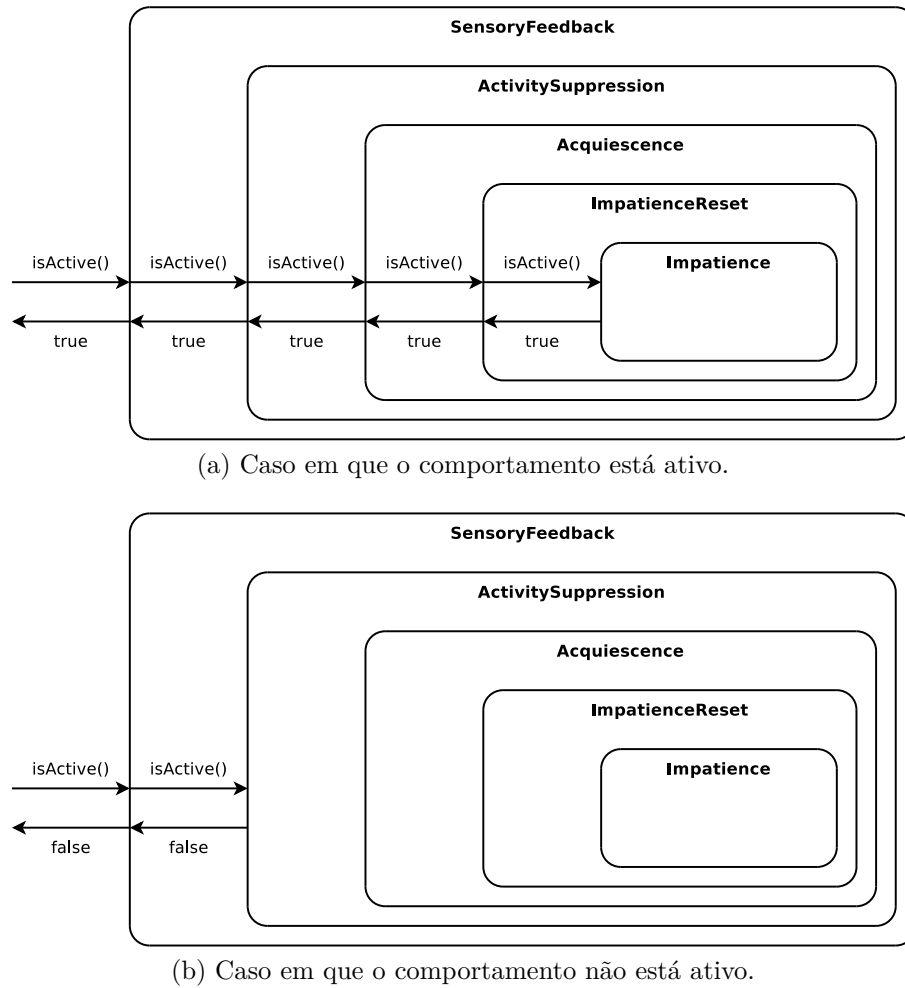 SensoryFeedback
ActivitySuppression
Acquiescence
ImpatienceReset
isActive() isActive() isActive() isActive() isActive() Impatience
true true true true true
(a) Caso em que o comportamento está ativo.
SensoryFeedback
ActivitySuppression
Acquiescence
ImpatienceReset
isActive() isActive() Impatience
false false
(b) Caso em que o comportamento não está ativo.